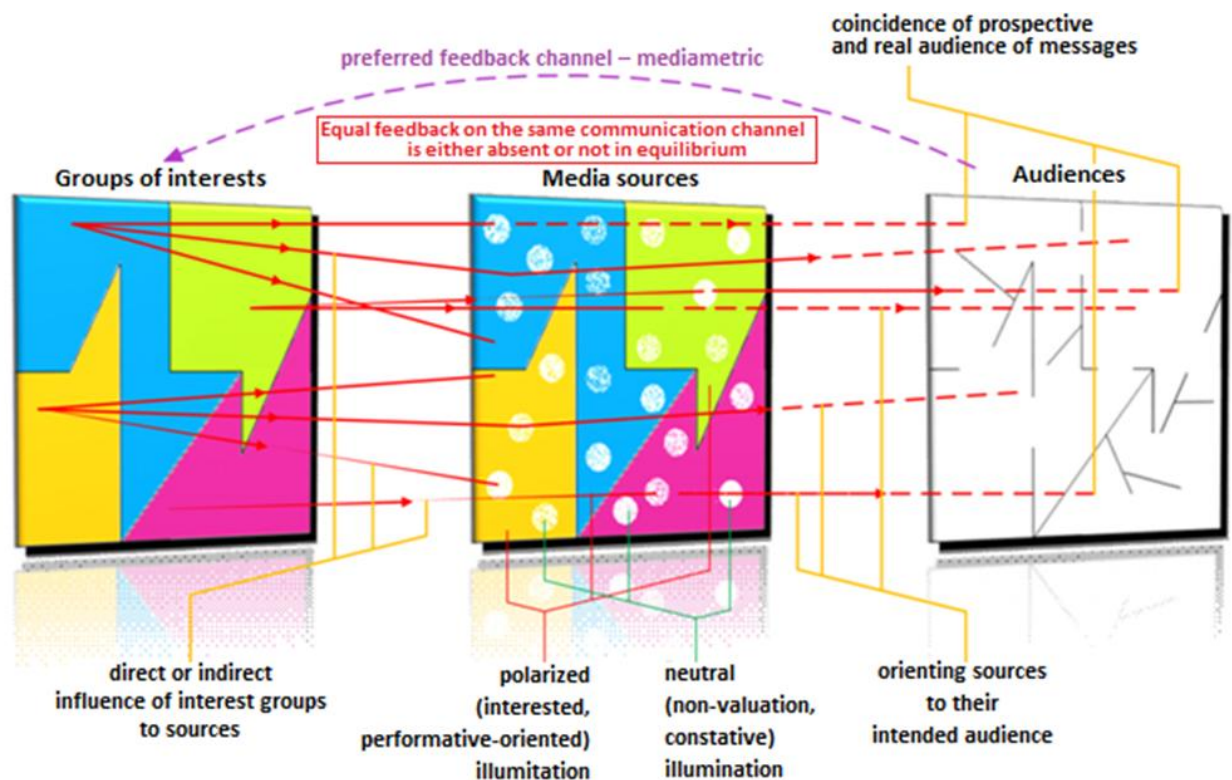 coincidence of prospective
and real audience of messages
preferred feedback channel – mediametric
Equal feedback on the same communication channel
is either absent or not in equilibrium
Groups of interests
Media sources
Audiences
direct or indirect
influence of interest groups
to sources
polarized
(interested,
performative-oriented)
illumitation
neutral
(non-valuation,
constative)
illumination
orienting sources
to their
intended audience